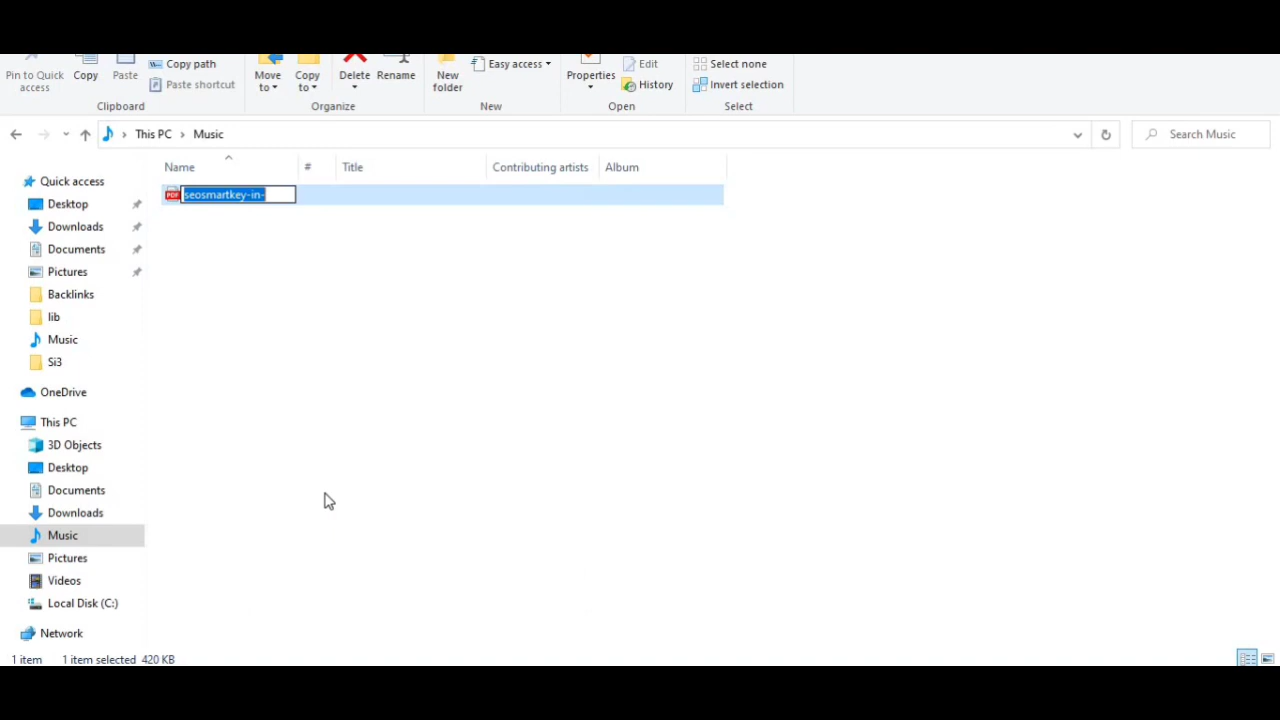 Pin to Quick access
Copy
Paste
Copy path
Paste shortcut
Clipboard
Move to
Copy to
Delete
Rename
Organize
New folder
Easy access
New
Properties
Edit
History
Open
Select none
Invert selection
Select
This PC > Music
Search Music
Name
#
Title
Contributing artists
Album
PDF seosmartkey-in-
Quick access
Desktop
Downloads
Documents
Pictures
Backlinks
lib
Music
Si3
OneDrive
This PC
3D Objects
Desktop
Documents
Downloads
Music
Pictures
Videos
Local Disk (C:)
Network
1 item 1 item selected 420 KB